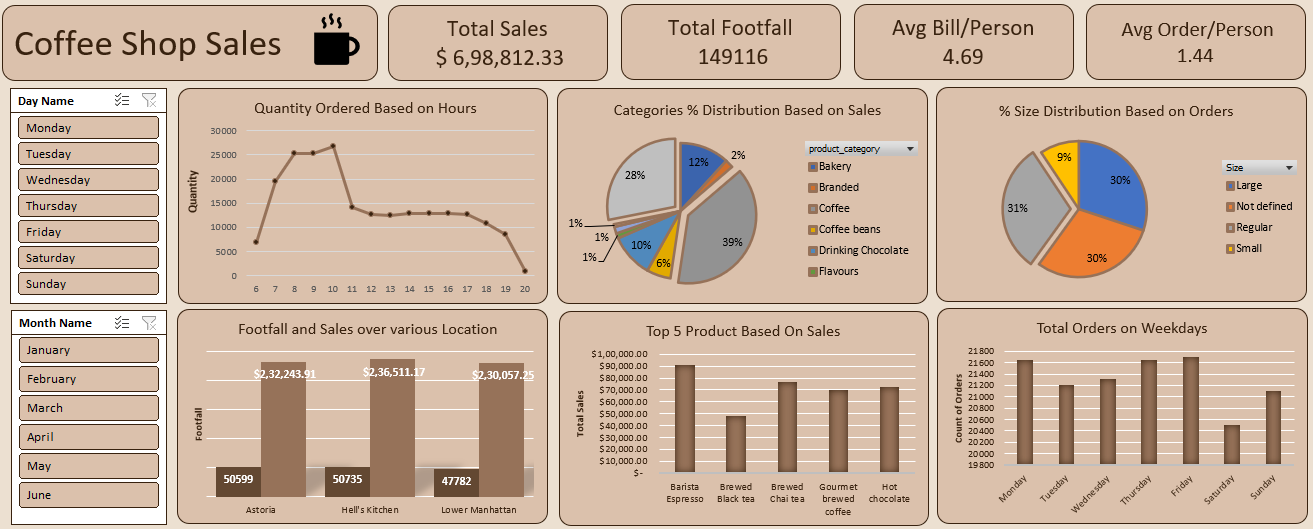 Coffee Shop Sales
Total Sales
$ 6,98,812.33
Total Footfall
149116
Avg Bill/Person
4.69
Avg Order/Person
1.44
Day Name
Monday
Tuesday
Wednesday
Thursday
Friday
Saturday
Sunday
Quantity Ordered Based on Hours
Quantity
30000
25000
20000
15000
10000
5000
0
6 7 8 9 10 11 12 13 14 15 16 17 18 19 20
Categories % Distribution Based on Sales
12%
2%
39%
6%
10%
1%
1%
1%
28%
product_category
Bakery
Branded
Coffee
Coffee beans
Drinking Chocolate
Flavours
% Size Distribution Based on Orders
9%
30%
31%
30%
Size
Large
Not defined
Regular
Small
Month Name
January
February
March
April
May
June
Footfall and Sales over various Location
Footfall
$2,32,243.91
$2,36,511.17
$2,30,057.25
50599
50735
47782
Astoria
Hell's Kitchen
Lower Manhattan
Top 5 Product Based On Sales
Total Sales
$1,00,000.00
$90,000.00
$80,000.00
$70,000.00
$60,000.00
$50,000.00
$40,000.00
$30,000.00
$20,000.00
$10,000.00
$-
Barista
Espresso
Brewed
Black tea
Brewed
Chai tea
Gourmet
brewed
coffee
Hot
chocolate
Total Orders on Weekdays
Count of Orders
21800
21600
21400
21200
21000
20800
20600
20400
20200
20000
19800
Monday
Tuesday
Wednesday
Thursday
Friday
Saturday
Sunday